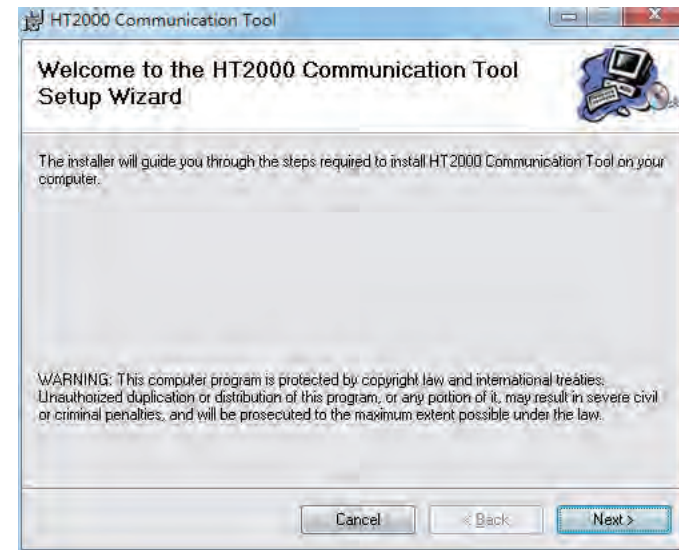 HT2000 Communication Tool
Welcome to the HT2000 Communication Tool
Setup Wizard
The installer will guide you through the steps required to install HT2000 Communication Tool on your
computer.
WARNING: This computer program is protected by copyright law and international treaties.
Unauthorized duplication or distribution of this program, or any portion of it, may result in severe civil
or criminal penalties, and will be prosecuted to the maximum extent possible under the law.
Cancel
< Back
Next >